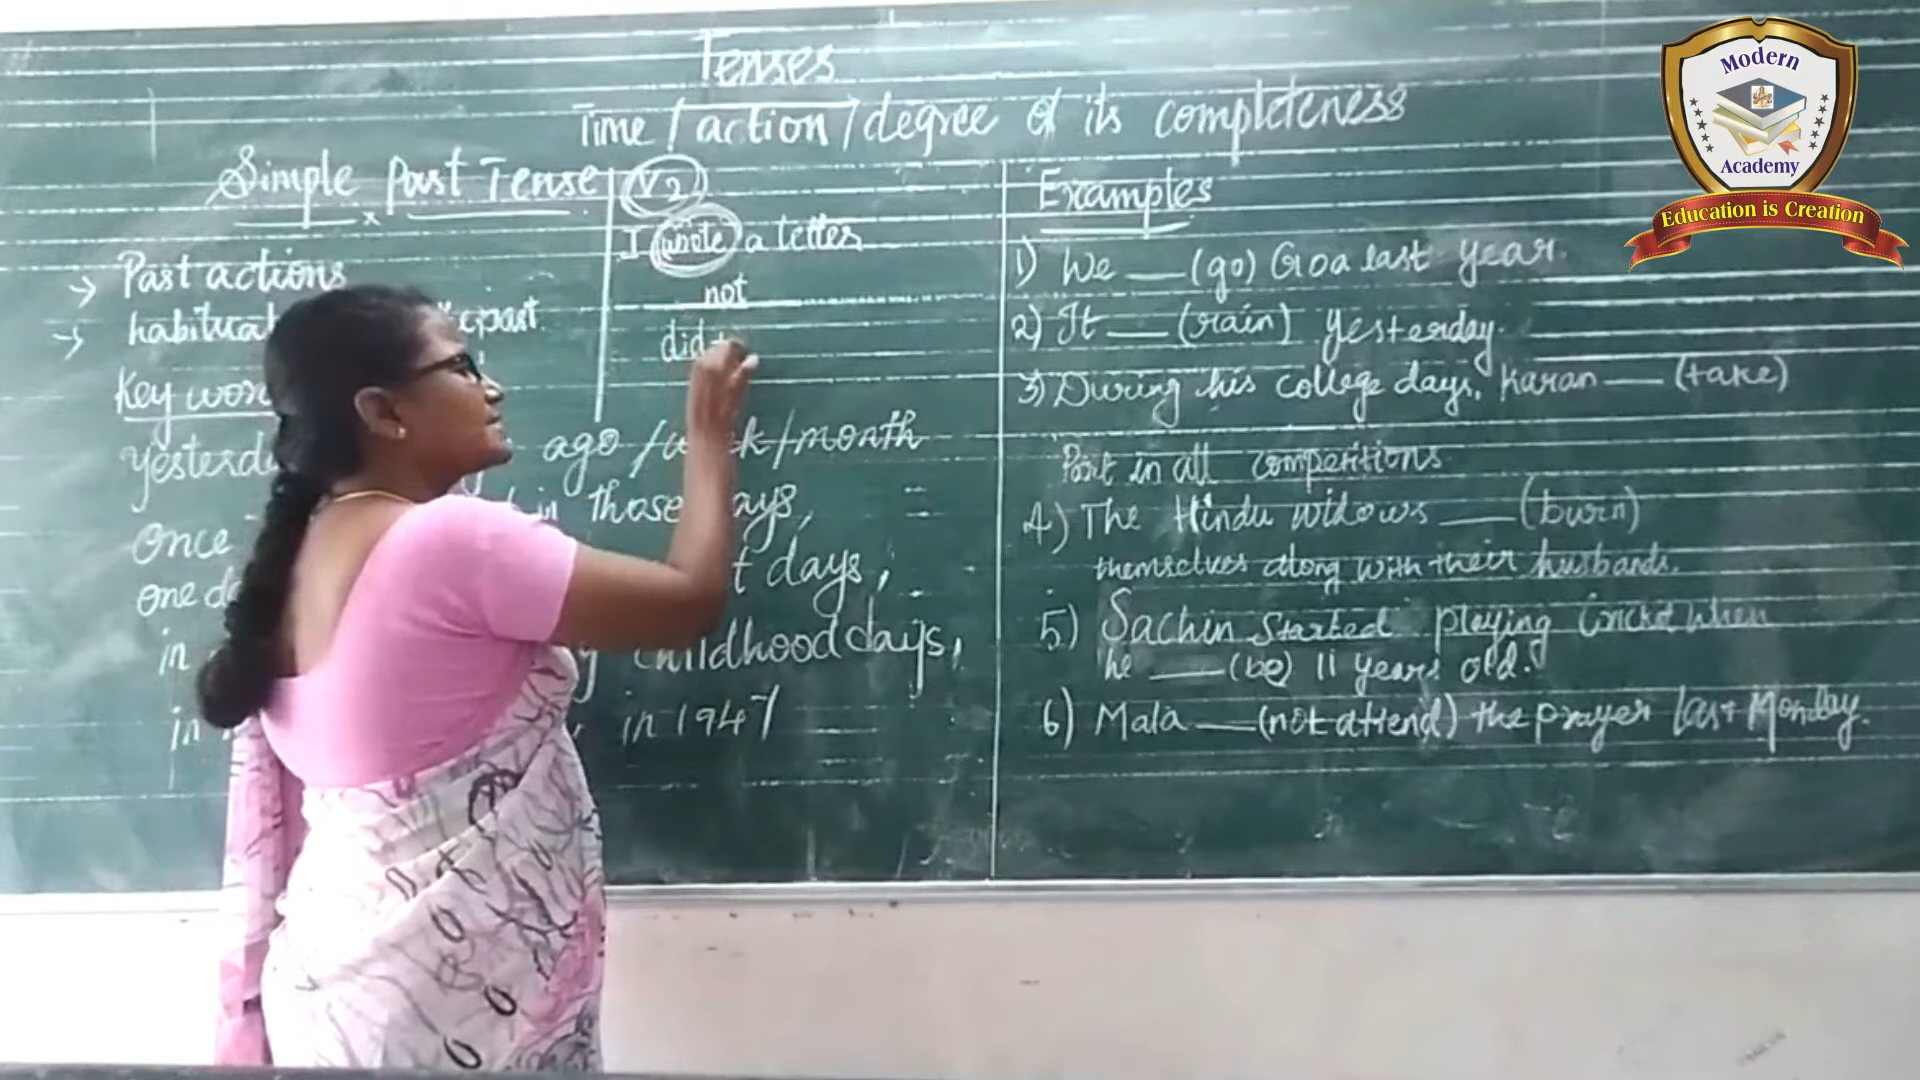 Tenses
Time / action / degree of its completeness
Simple Past Tense
V2
I wrote a letter
not
did +
→ Past actions
→ habitual past.
Key wor
yesterda ago / week / month
Once in those days,
one da t days,
in childhood days,
in in 1947
Examples
1) We ___ (go) Goa last year.
2) It ___ (rain) yesterday.
3) During his college days, Karan ___ (take)
Part in all competitions
4) The Hindu widows ___ (burn)
themselves along with their husbands.
5) Sachin started playing Cricket when
he ___ (be) 11 years old.
6) Mala ___ (not attend) the prayer last Monday.
Modern
Academy
Education is Creation